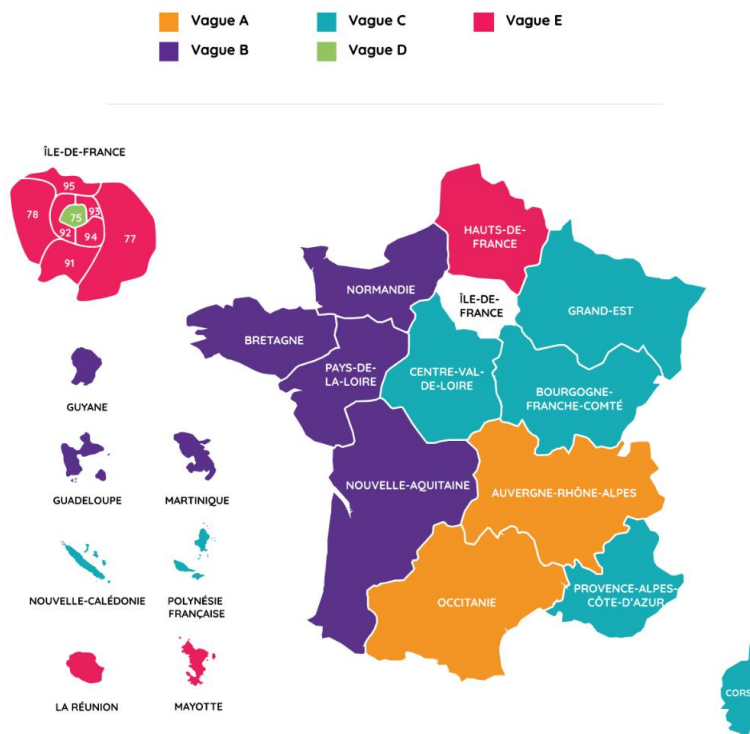 Vague A
Vague C
Vague E
Vague B
Vague D
ÎLE-DE-FRANCE
95
78
93
75
92
94
77
91
HAUTS-DE-
FRANCE
NORMANDIE
ÎLE-DE-
FRANCE
GRAND-EST
BRETAGNE
PAYS-DE-
LA-LOIRE
CENTRE-VAL-
DE-LOIRE
BOURGOGNE-
FRANCHE-COMTÉ
GUYANE
NOUVELLE-AQUITAINE
AUVERGNE-RHÔNE-ALPES
GUADELOUPE
MARTINIQUE
NOUVELLE-CALÉDONIE
POLYNÉSIE
FRANÇAISE
OCCITANIE
PROVENCE-ALPES-
CÔTE-D'AZUR
LA RÉUNION
MAYOTTE
CORS